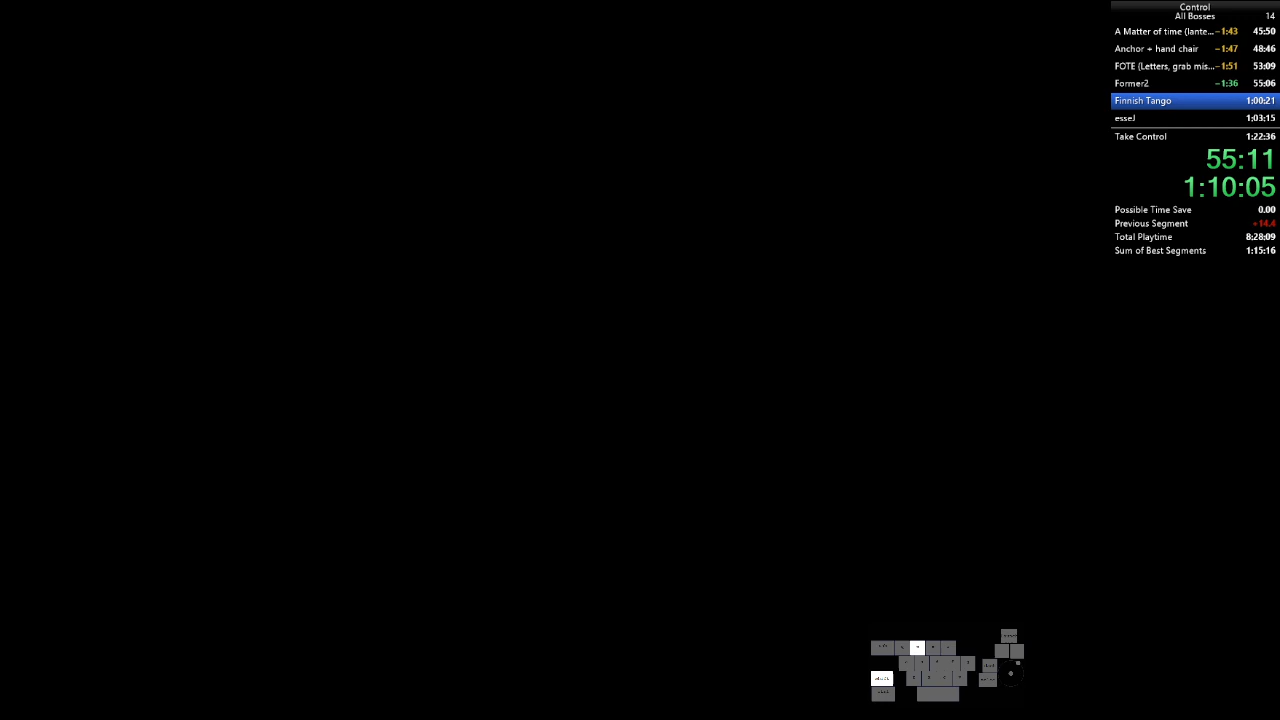 Control
All Bosses 14
A Matter of time (lante... −1:43 45:50
Anchor + hand chair −1:47 48:46
FOTE (Letters, grab mis... −1:51 53:09
Former2 −1:36 55:06
Finnish Tango 1:00:21
esseJ 1:03:15
Take Control 1:22:36
55:11
1:10:05
Possible Time Save 0.00
Previous Segment +14.4
Total Playtime 8:28:09
Sum of Best Segments 1:15:16